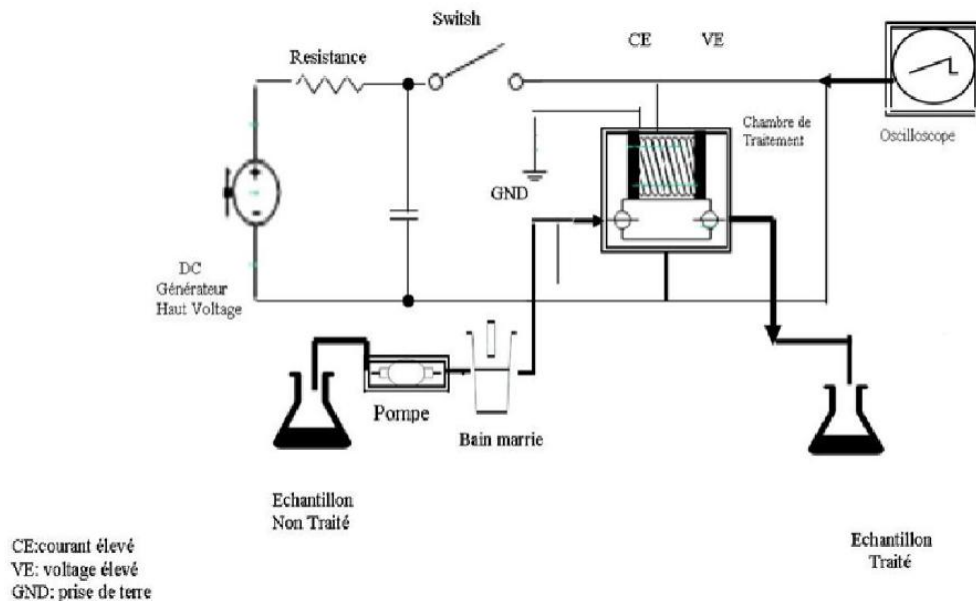 Switsh
CE VE
Resistance
Chambre de
Traitement
Oscilloscope
GND
DC
Générateur
Haut Voltage
Pompe
Bain marrie
Echantillon
Non Traité
Echantillon
Traité
CE:courant élevé
VE: voltage élevé
GND: prise de terre